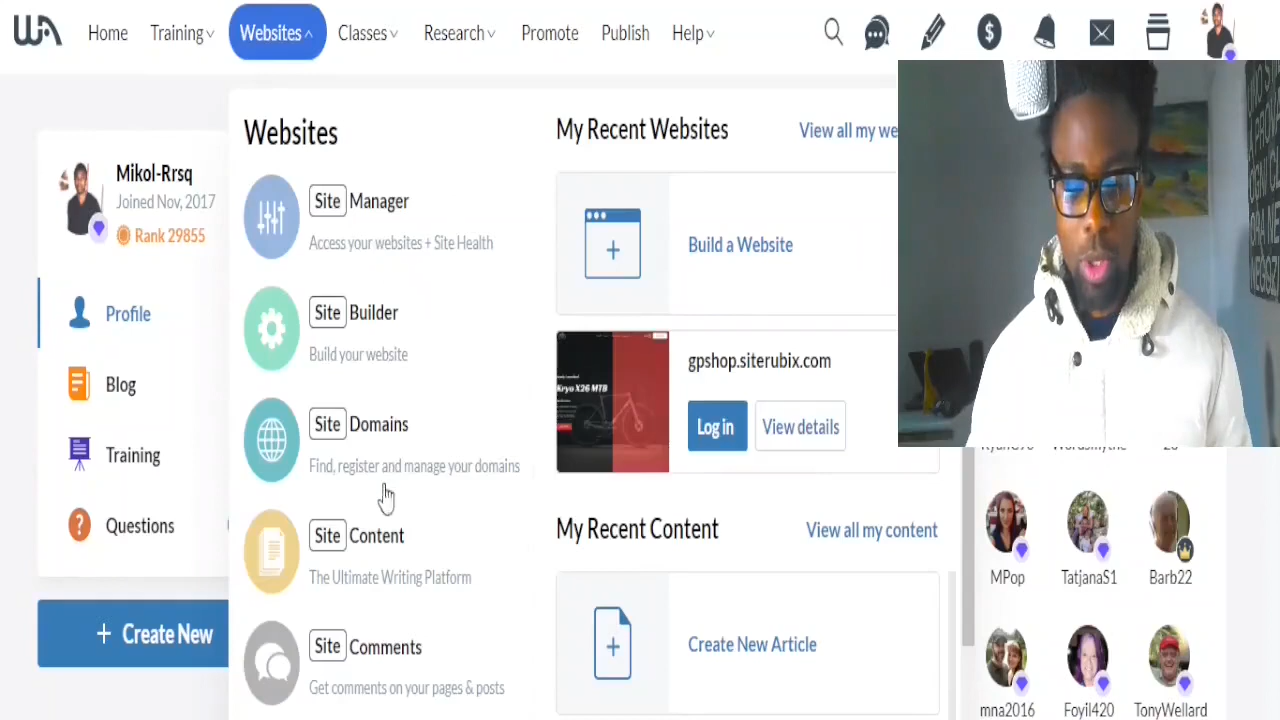 WA
Home
Training
Websites
Classes
Research
Promote
Publish
Help
Mikol-Rrsq
Joined Nov, 2017
Rank 29855
Profile
Blog
Training
Questions
+ Create New
Websites
Site Manager
Access your websites + Site Health
Site Builder
Build your website
Site Domains
Find, register and manage your domains
Site Content
The Ultimate Writing Platform
Site Comments
Get comments on your pages & posts
My Recent Websites
View all my we
Build a Website
Kryo X26 MTB
gpshop.siterubix.com
Log in
View details
My Recent Content
View all my content
Create New Article
MPop
TatjanaS1
Barb22
mna2016
Foyil420
TonyWellard